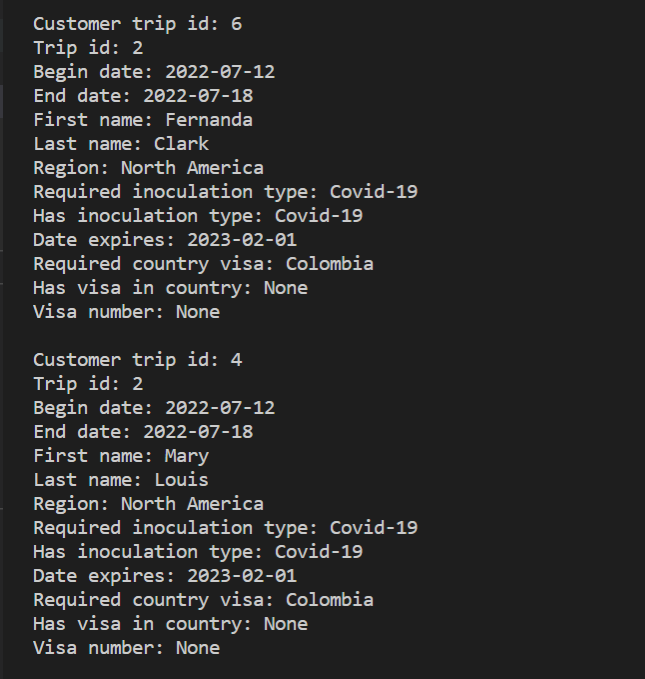 Customer trip id: 6
Trip id: 2
Begin date: 2022-07-12
End date: 2022-07-18
First name: Fernanda
Last name: Clark
Region: North America
Required inoculation type: Covid-19
Has inoculation type: Covid-19
Date expires: 2023-02-01
Required country visa: Colombia
Has visa in country: None
Visa number: None
Customer trip id: 4
Trip id: 2
Begin date: 2022-07-12
End date: 2022-07-18
First name: Mary
Last name: Louis
Region: North America
Required inoculation type: Covid-19
Has inoculation type: Covid-19
Date expires: 2023-02-01
Required country visa: Colombia
Has visa in country: None
Visa number: None